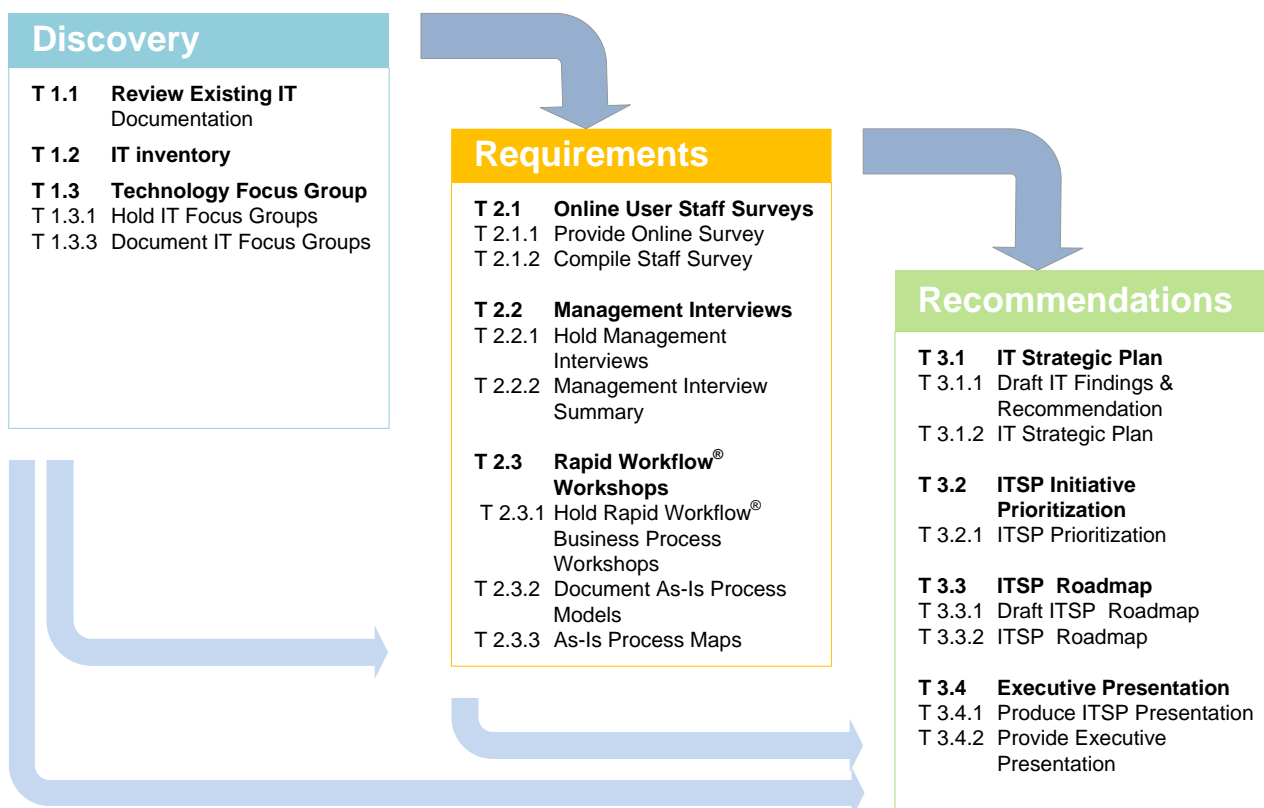 Discovery
T 1.1 Review Existing IT
Documentation
T 1.2 IT inventory
T 1.3 Technology Focus Group
T 1.3.1 Hold IT Focus Groups
T 1.3.3 Document IT Focus Groups
Requirements
T 2.1 Online User Staff Surveys
T 2.1.1 Provide Online Survey
T 2.1.2 Compile Staff Survey
T 2.2 Management Interviews
T 2.2.1 Hold Management
Interviews
T 2.2.2 Management Interview
Summary
T 2.3 Rapid Workflow®
Workshops
T 2.3.1 Hold Rapid Workflow®
Business Process
Workshops
T 2.3.2 Document As-Is Process
Models
T 2.3.3 As-Is Process Maps
Recommendations
T 3.1 IT Strategic Plan
T 3.1.1 Draft IT Findings &
Recommendation
T 3.1.2 IT Strategic Plan
T 3.2 ITSP Initiative
Prioritization
T 3.2.1 ITSP Prioritization
T 3.3 ITSP Roadmap
T 3.3.1 Draft ITSP Roadmap
T 3.3.2 ITSP Roadmap
T 3.4 Executive Presentation
T 3.4.1 Produce ITSP Presentation
T 3.4.2 Provide Executive
Presentation